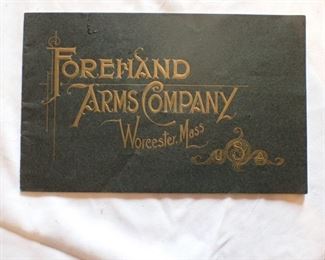 Forehand
Arms Company
Worcester, Mass
USA